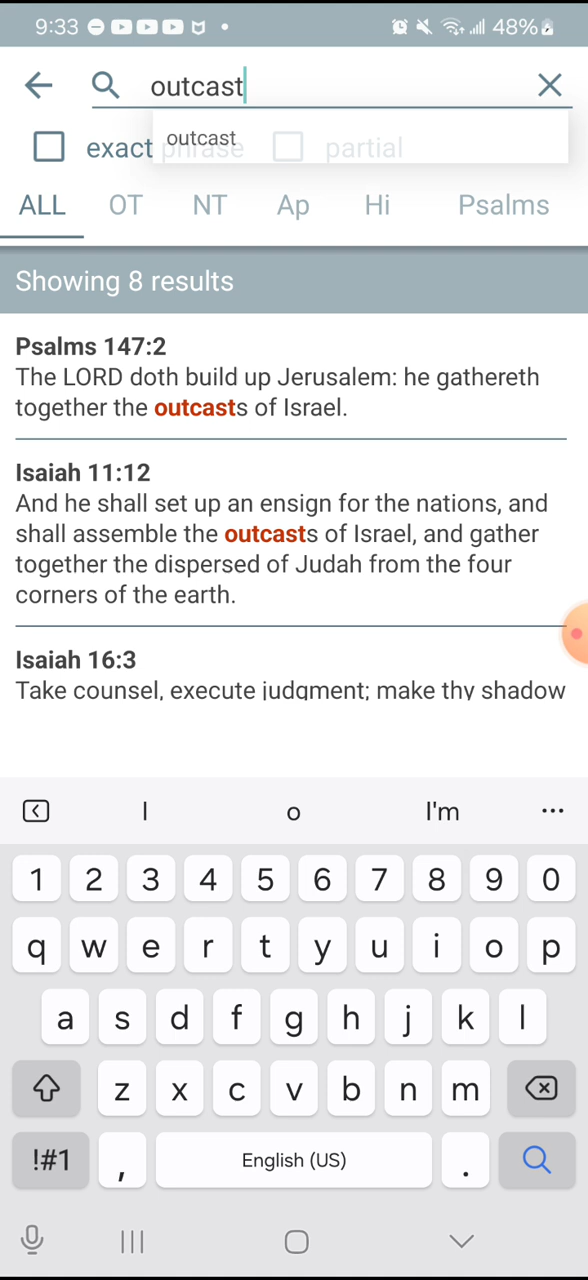 9:33
48%
outcast
outcast
exact phrase partial
ALL OT NT Ap Hi Psalms
Showing 8 results
Psalms 147:2
The LORD doth build up Jerusalem: he gathereth
together the outcasts of Israel.
Isaiah 11:12
And he shall set up an ensign for the nations, and
shall assemble the outcasts of Israel, and gather
together the dispersed of Judah from the four
corners of the earth.
Isaiah 16:3
Take counsel, execute judgment; make thy shadow
I o I'm ...
1 2 3 4 5 6 7 8 9 0
q w e r t y u i o p
a s d f g h j k l
z x c v b n m
!#1 , English (US) .